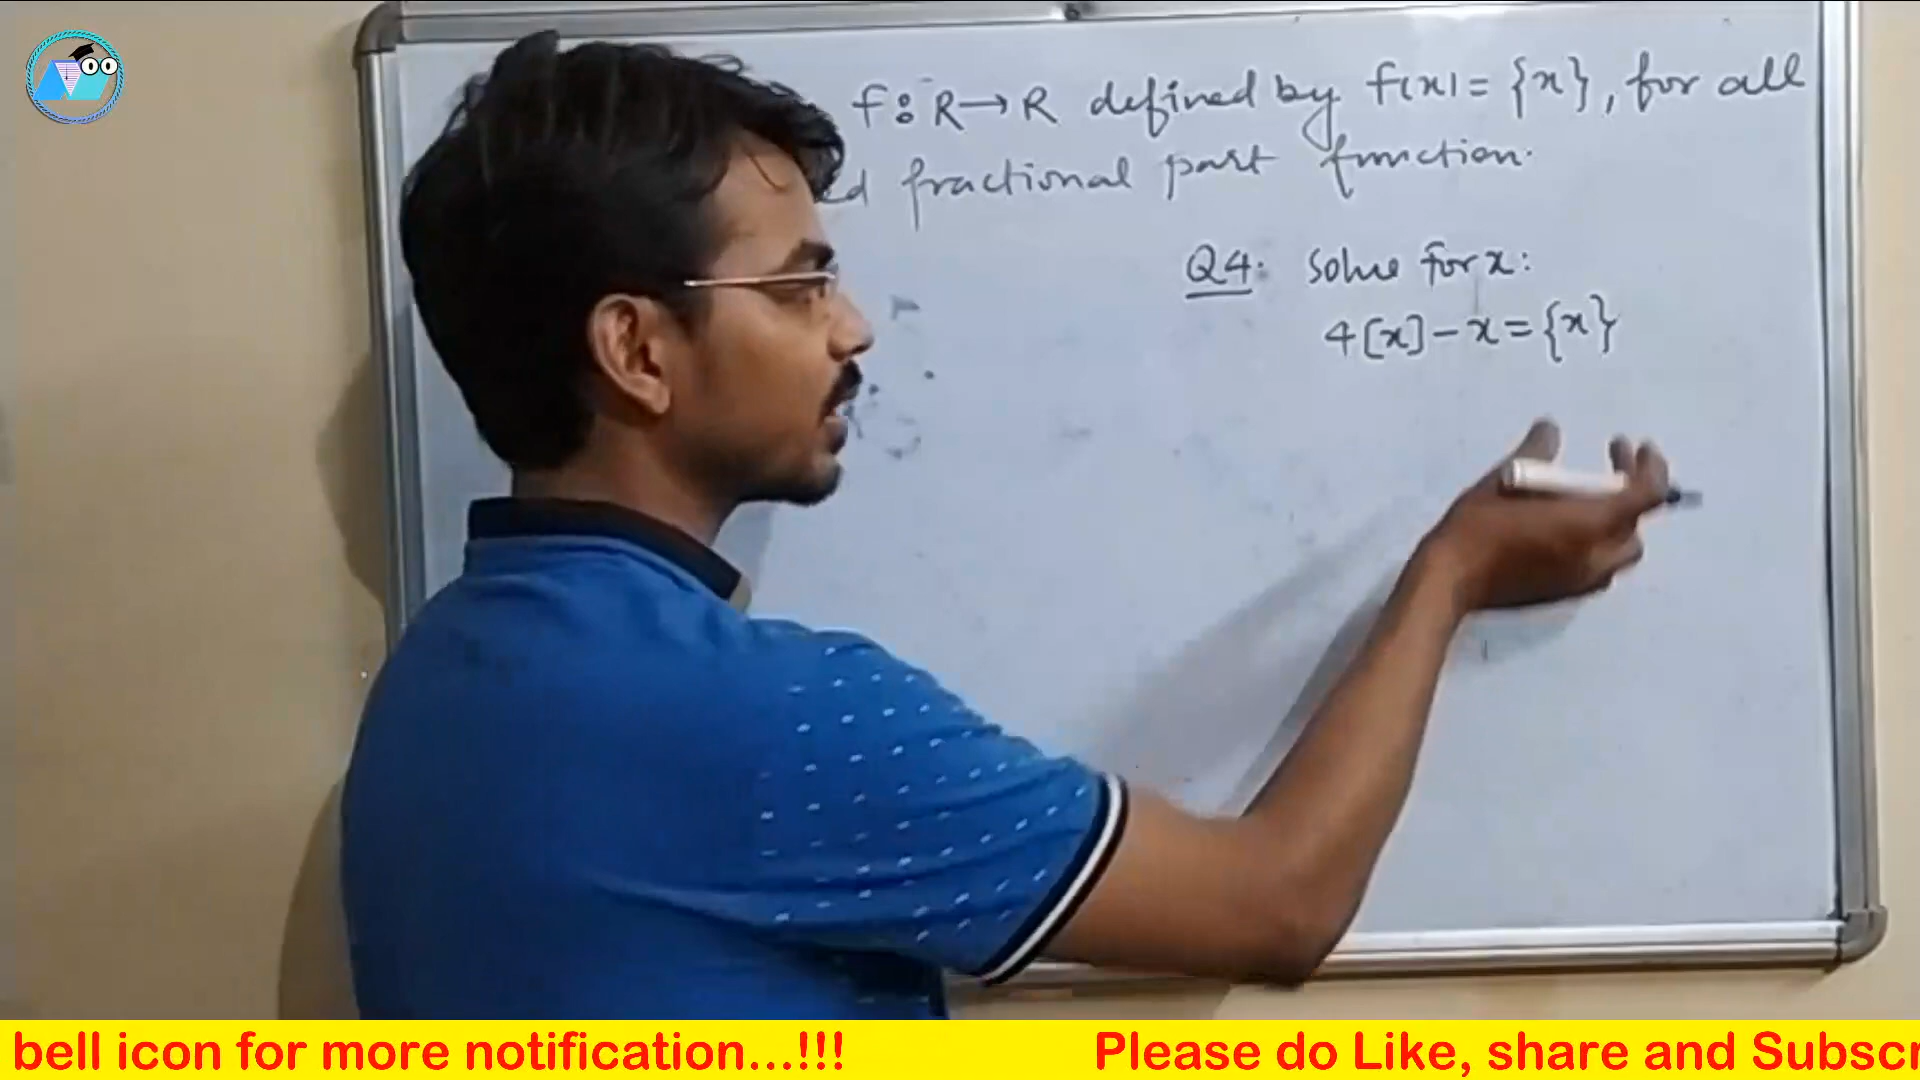 f: R→R defined by f(x) = {x}, for all
fractional part function.
Q4. Solve for x:
4[x] - x = {x}
bell icon for more notification...!!! Please do Like, share and Subscr